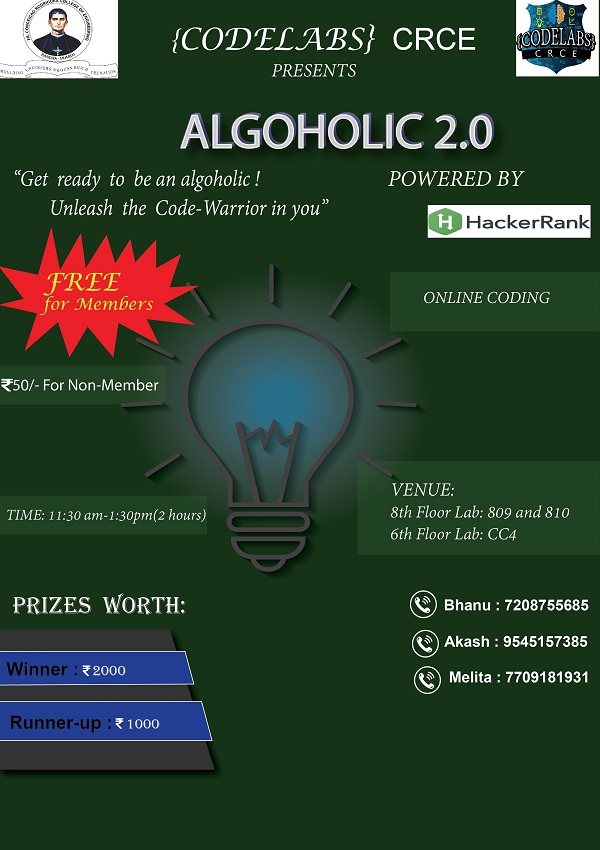 {CODELABS} CRCE
PRESENTS
{CODELABS}
CRCE
ALGOHOLIC 2.0
“Get ready to be an algoholic !
Unleash the Code-Warrior in you”
POWERED BY
H HackerRank
FREE
for Members
ONLINE CODING
₹50/- For Non-Member
TIME: 11:30 am-1:30pm(2 hours)
VENUE:
8th Floor Lab: 809 and 810
6th Floor Lab: CC4
PRIZES WORTH:
Winner : ₹ 2000
Runner-up : ₹ 1000
Bhanu : 7208755685
Akash : 9545157385
Melita : 7709181931